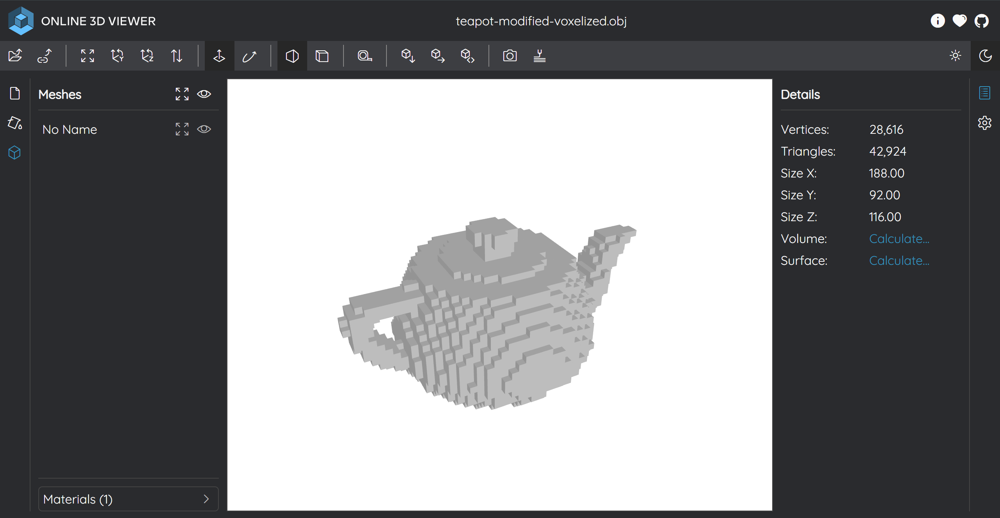 ONLINE 3D VIEWER
teapot-modified-voxelized.obj
Meshes
No Name
Materials (1)
Details
Vertices: 28,616
Triangles: 42,924
Size X: 188.00
Size Y: 92.00
Size Z: 116.00
Volume: Calculate...
Surface: Calculate...